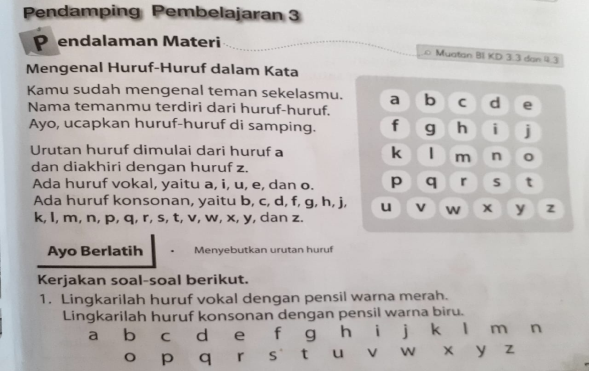 Pendamping Pembelajaran 3
Pendalaman Materi
Muatan BI KD 3.3 dan 4.3
Mengenal Huruf-Huruf dalam Kata
Kamu sudah mengenal teman sekelasmu.
Nama temanmu terdiri dari huruf-huruf.
Ayo, ucapkan huruf-huruf di samping.
Urutan huruf dimulai dari huruf a
dan diakhiri dengan huruf z.
Ada huruf vokal, yaitu a, i, u, e, dan o.
Ada huruf konsonan, yaitu b, c, d, f, g, h, j,
k, l, m, n, p, q, r, s, t, v, w, x, y, dan z.
a b c d e
f g h i j
k l m n o
p q r s t
u v w x y z
Ayo Berlatih
· Menyebutkan urutan huruf
Kerjakan soal-soal berikut.
1. Lingkarilah huruf vokal dengan pensil warna merah.
Lingkarilah huruf konsonan dengan pensil warna biru.
a b c d e f g h i j k l m n
o p q r s t u v w x y z